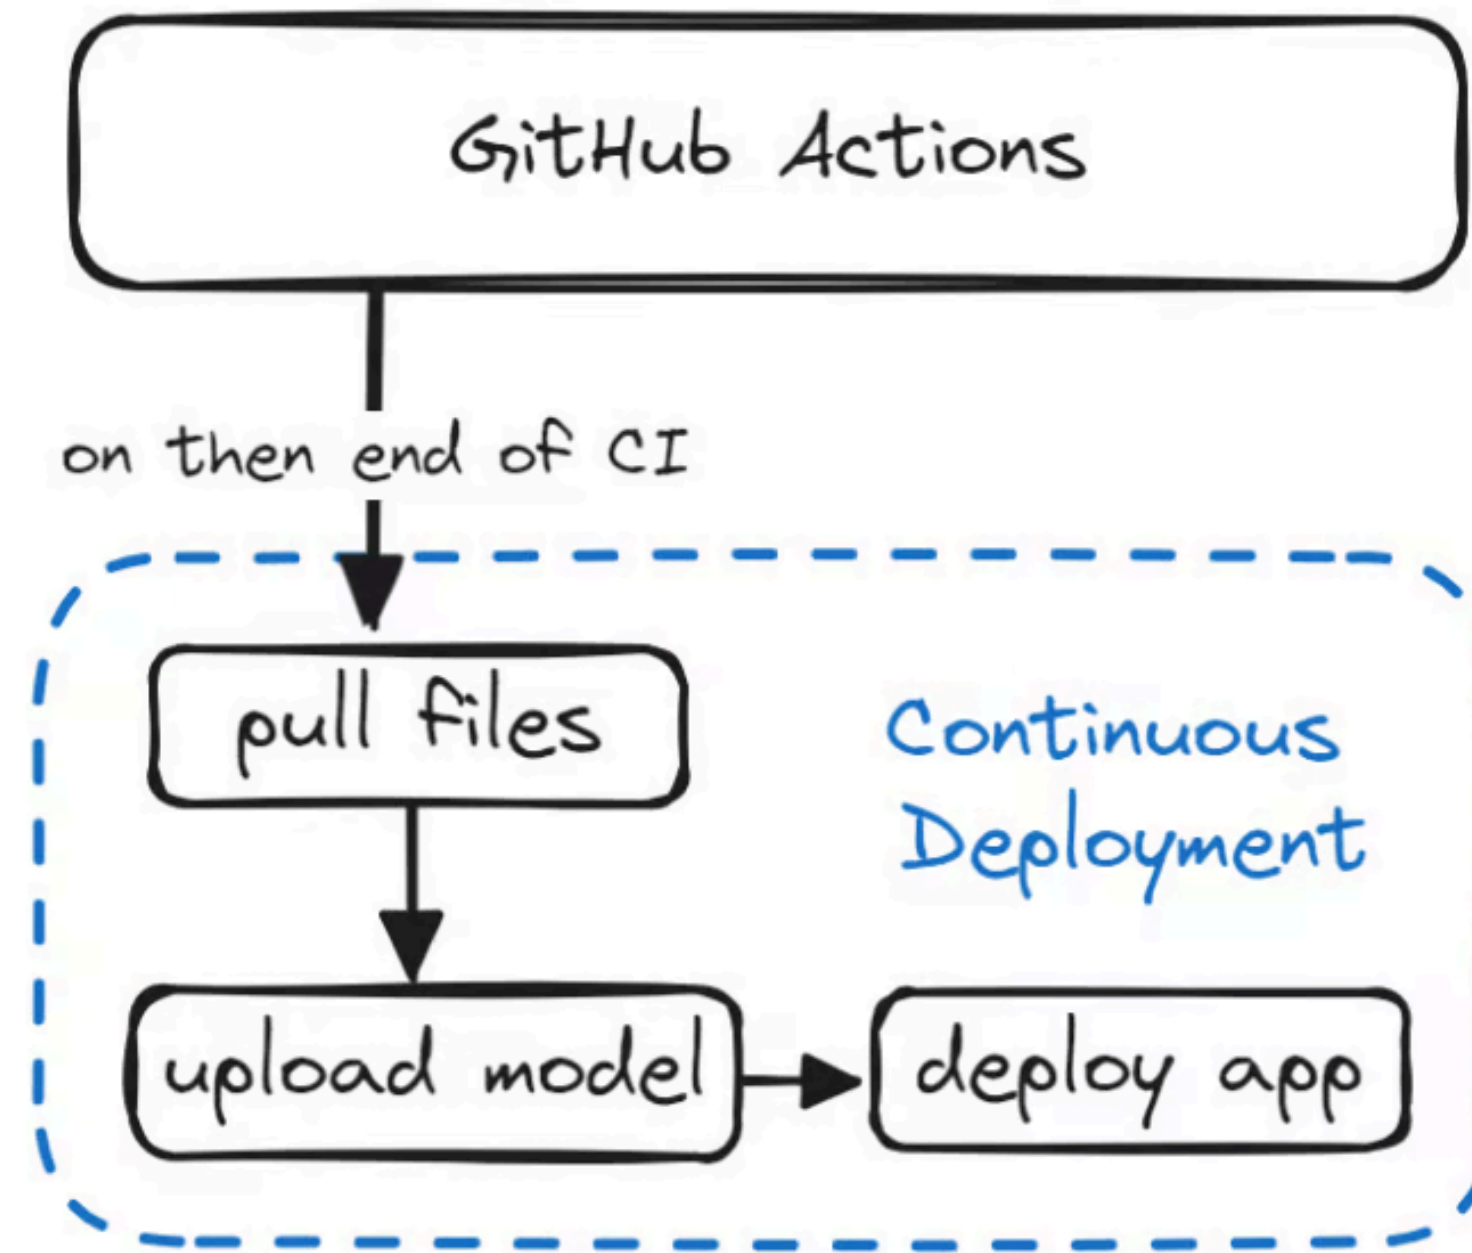 GitHub Actions
on then end of CI
pull files
Continuous
Deployment
upload model
deploy app